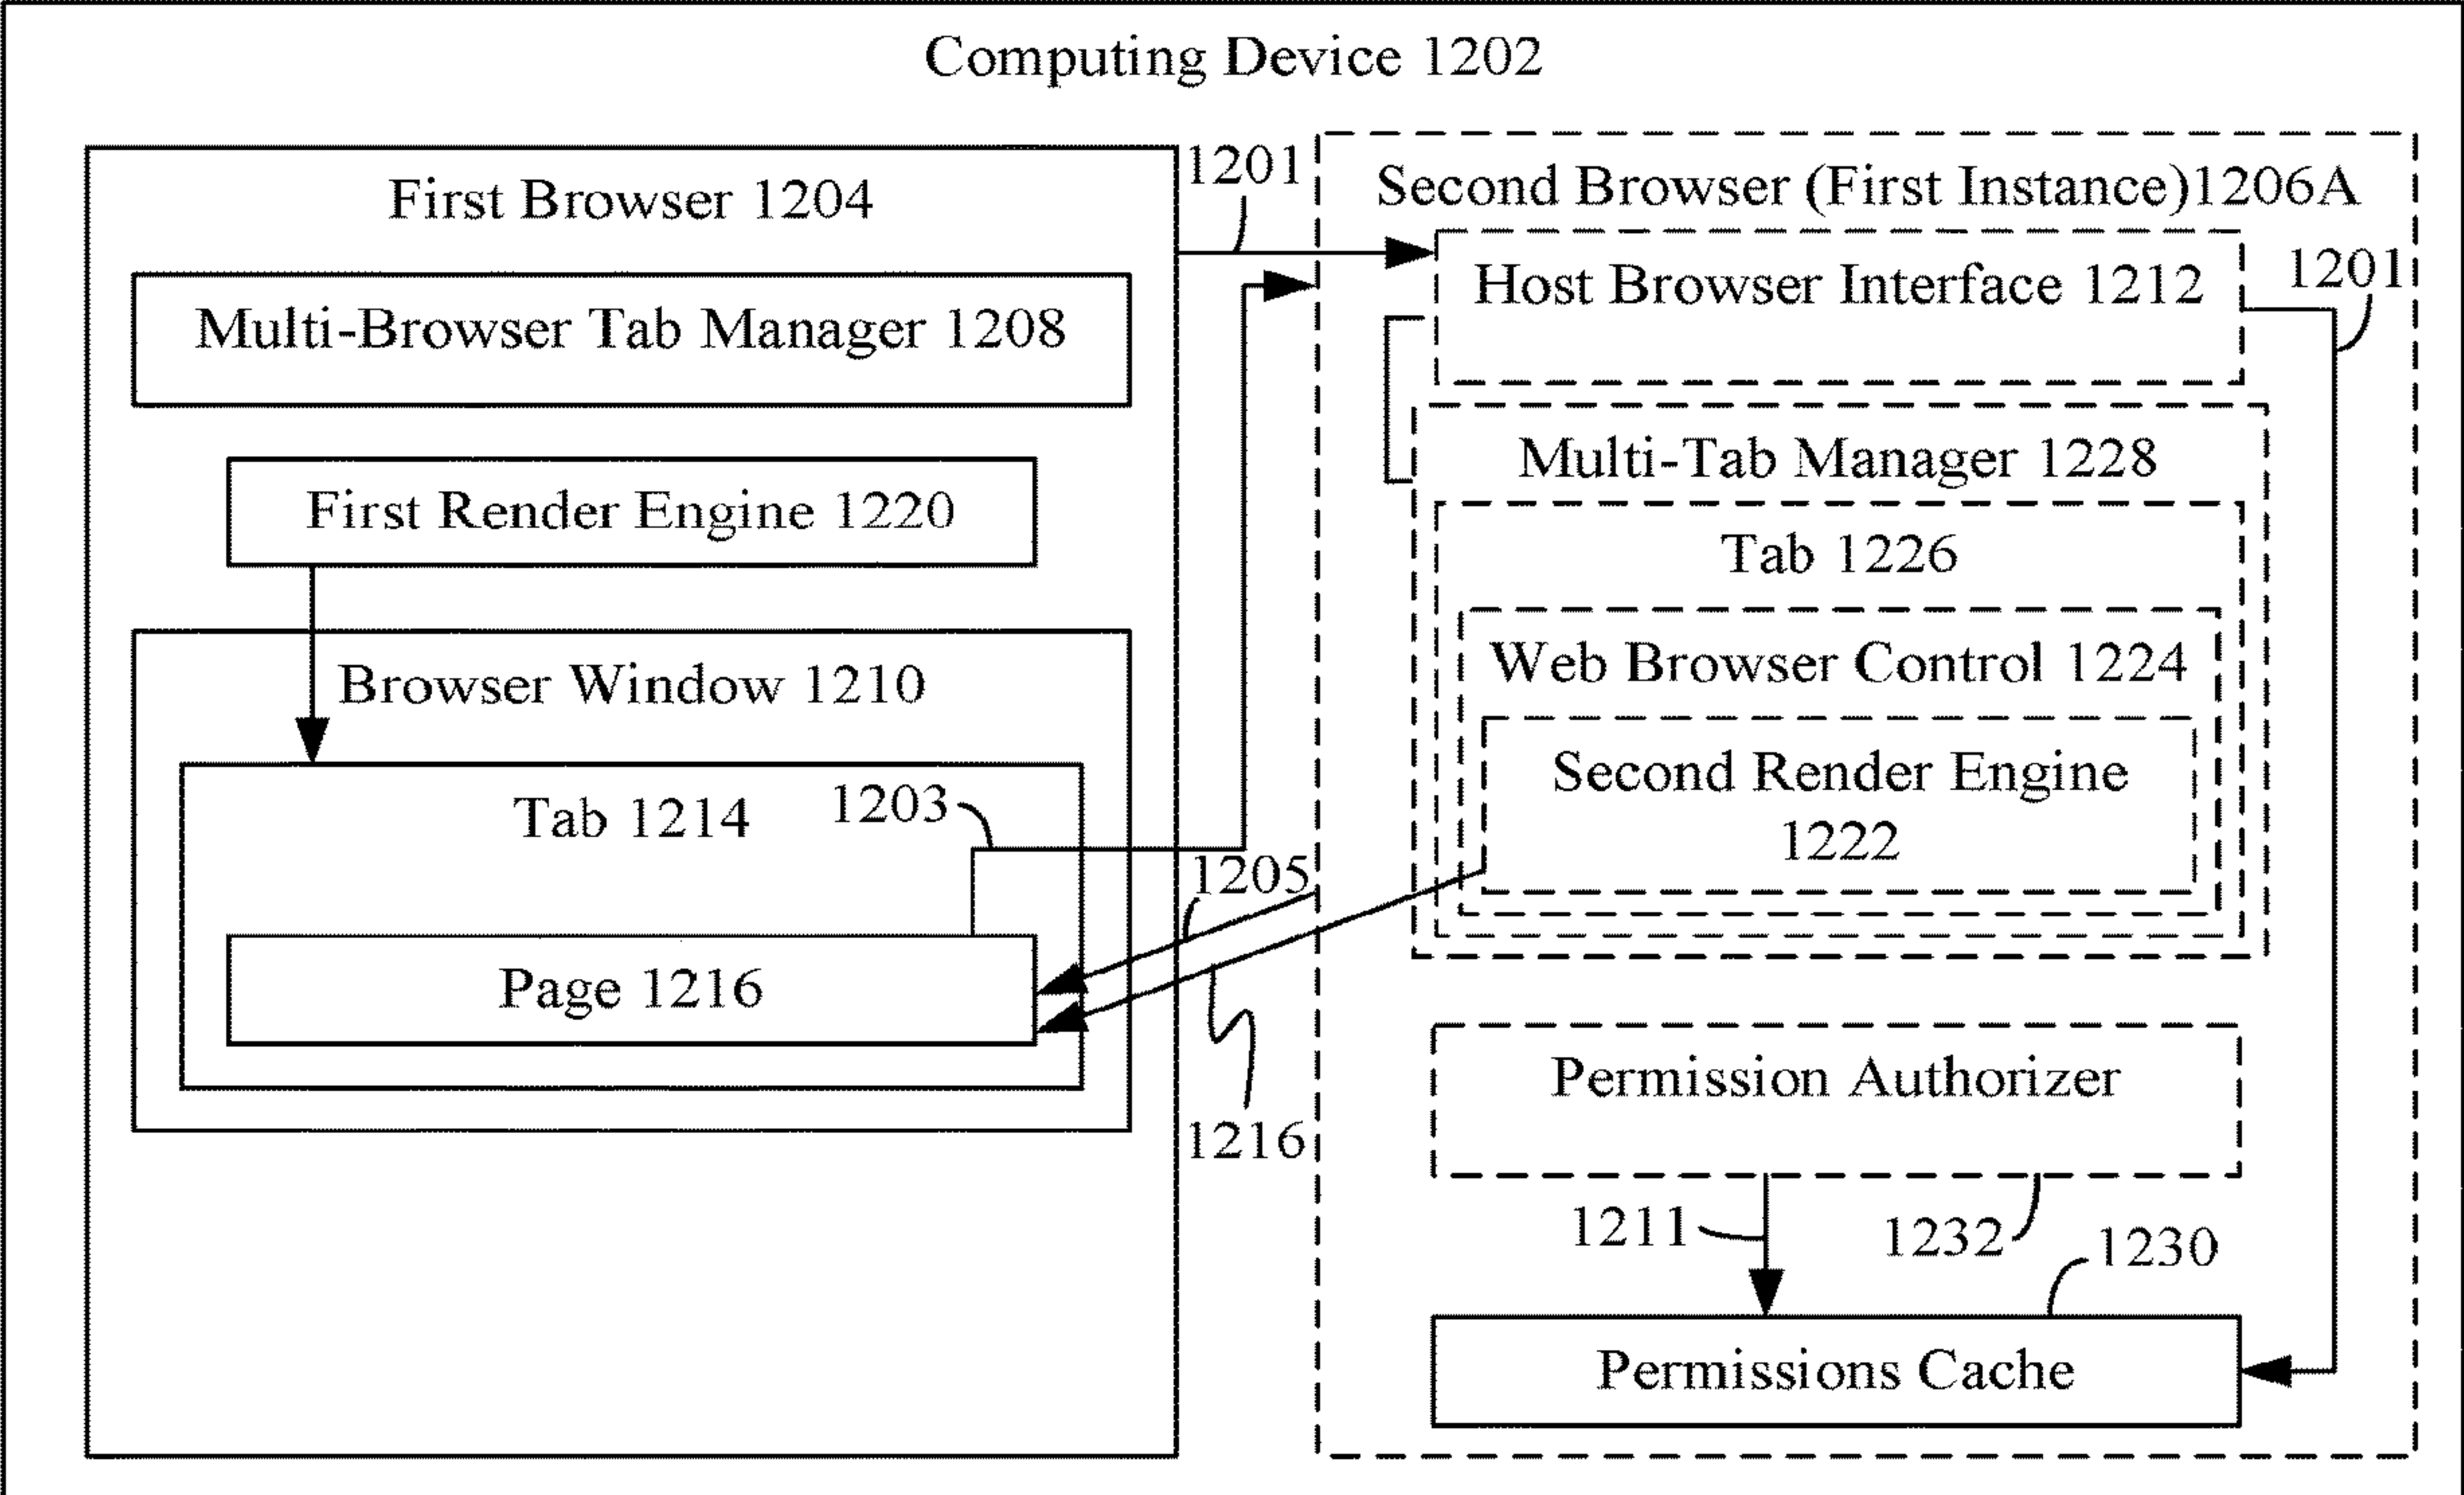 Computing Device 1202
First Browser 1204
Multi-Browser Tab Manager 1208
First Render Engine 1220
Browser Window 1210
Tab 1214
1203
Page 1216
1201
1205
1216
Second Browser (First Instance)1206A
Host Browser Interface 1212
1201
Multi-Tab Manager 1228
Tab 1226
Web Browser Control 1224
Second Render Engine
1222
Permission Authorizer
1211
1232
1230
Permissions Cache